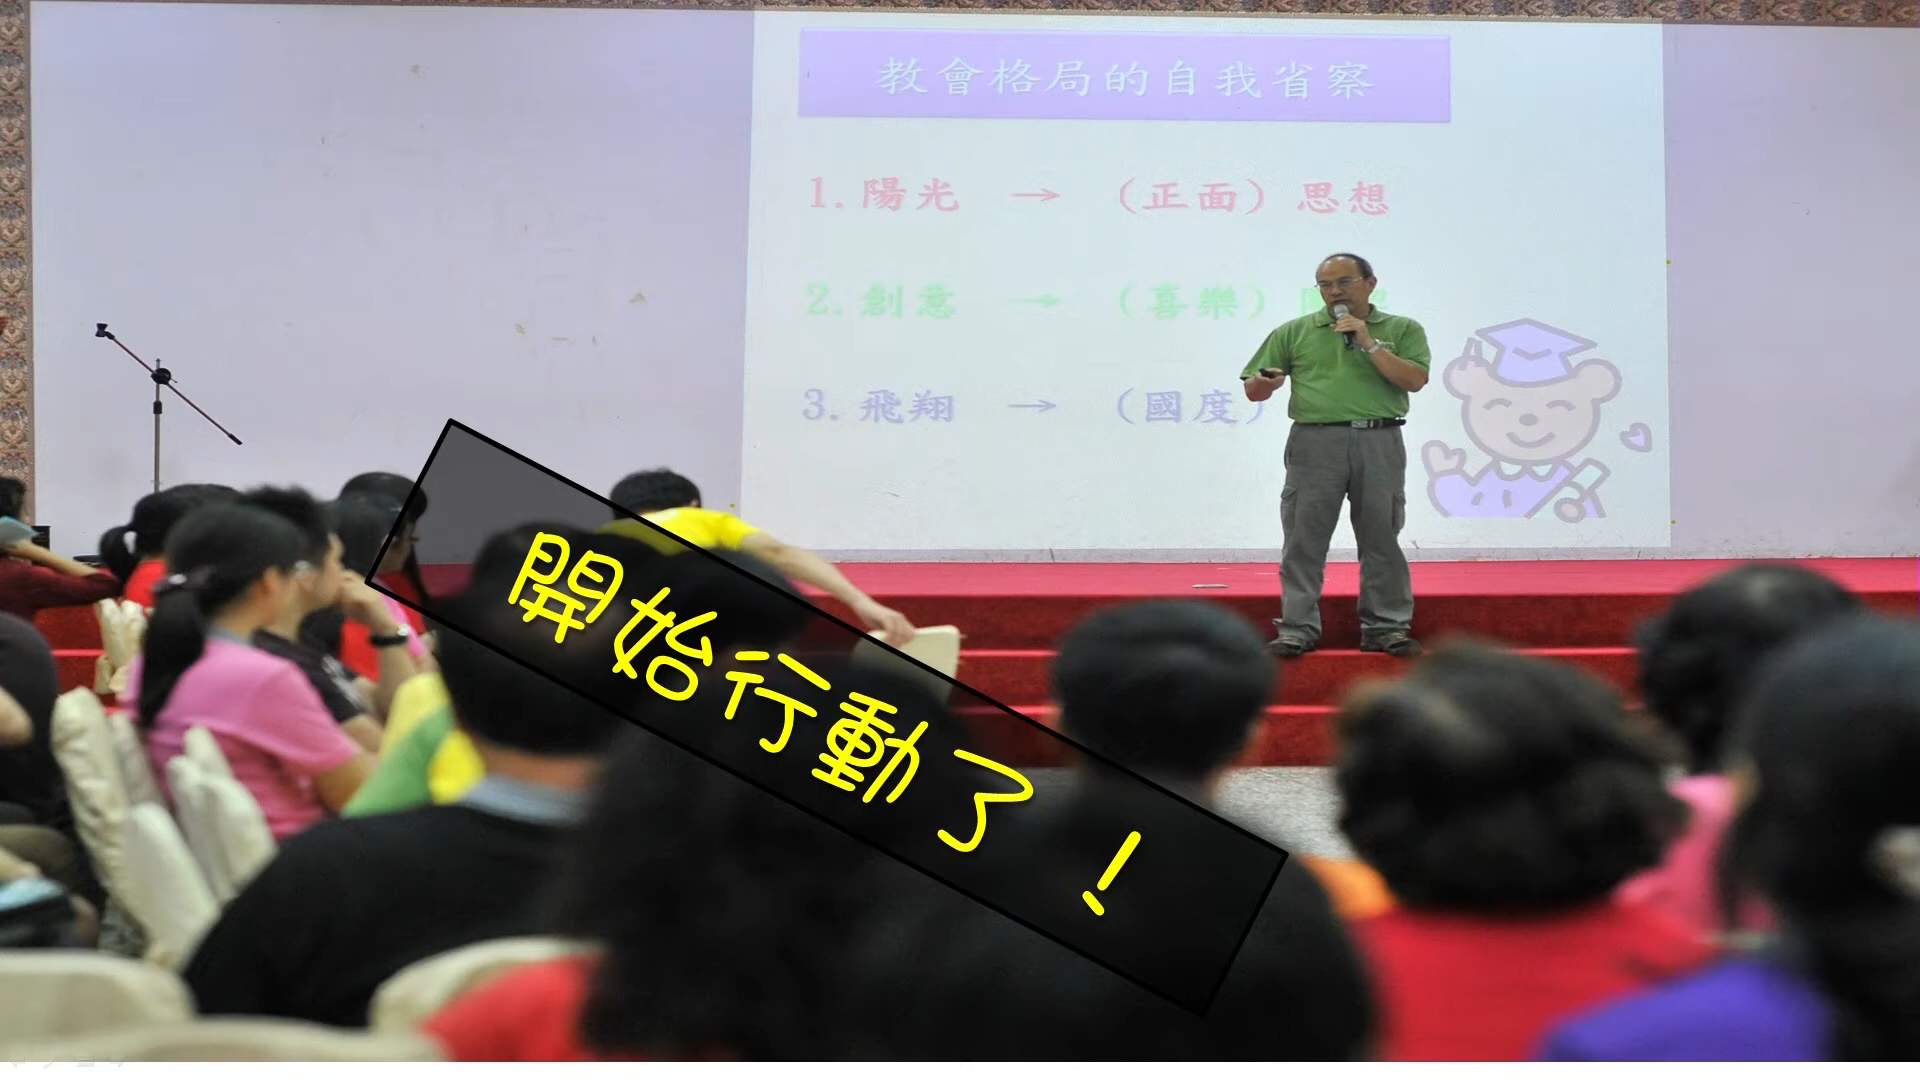 教會格局的自我省察
1. 陽光 → （正面）思想
2. 創意 → （喜樂）
3. 飛翔 → （國度）
開始行動了！